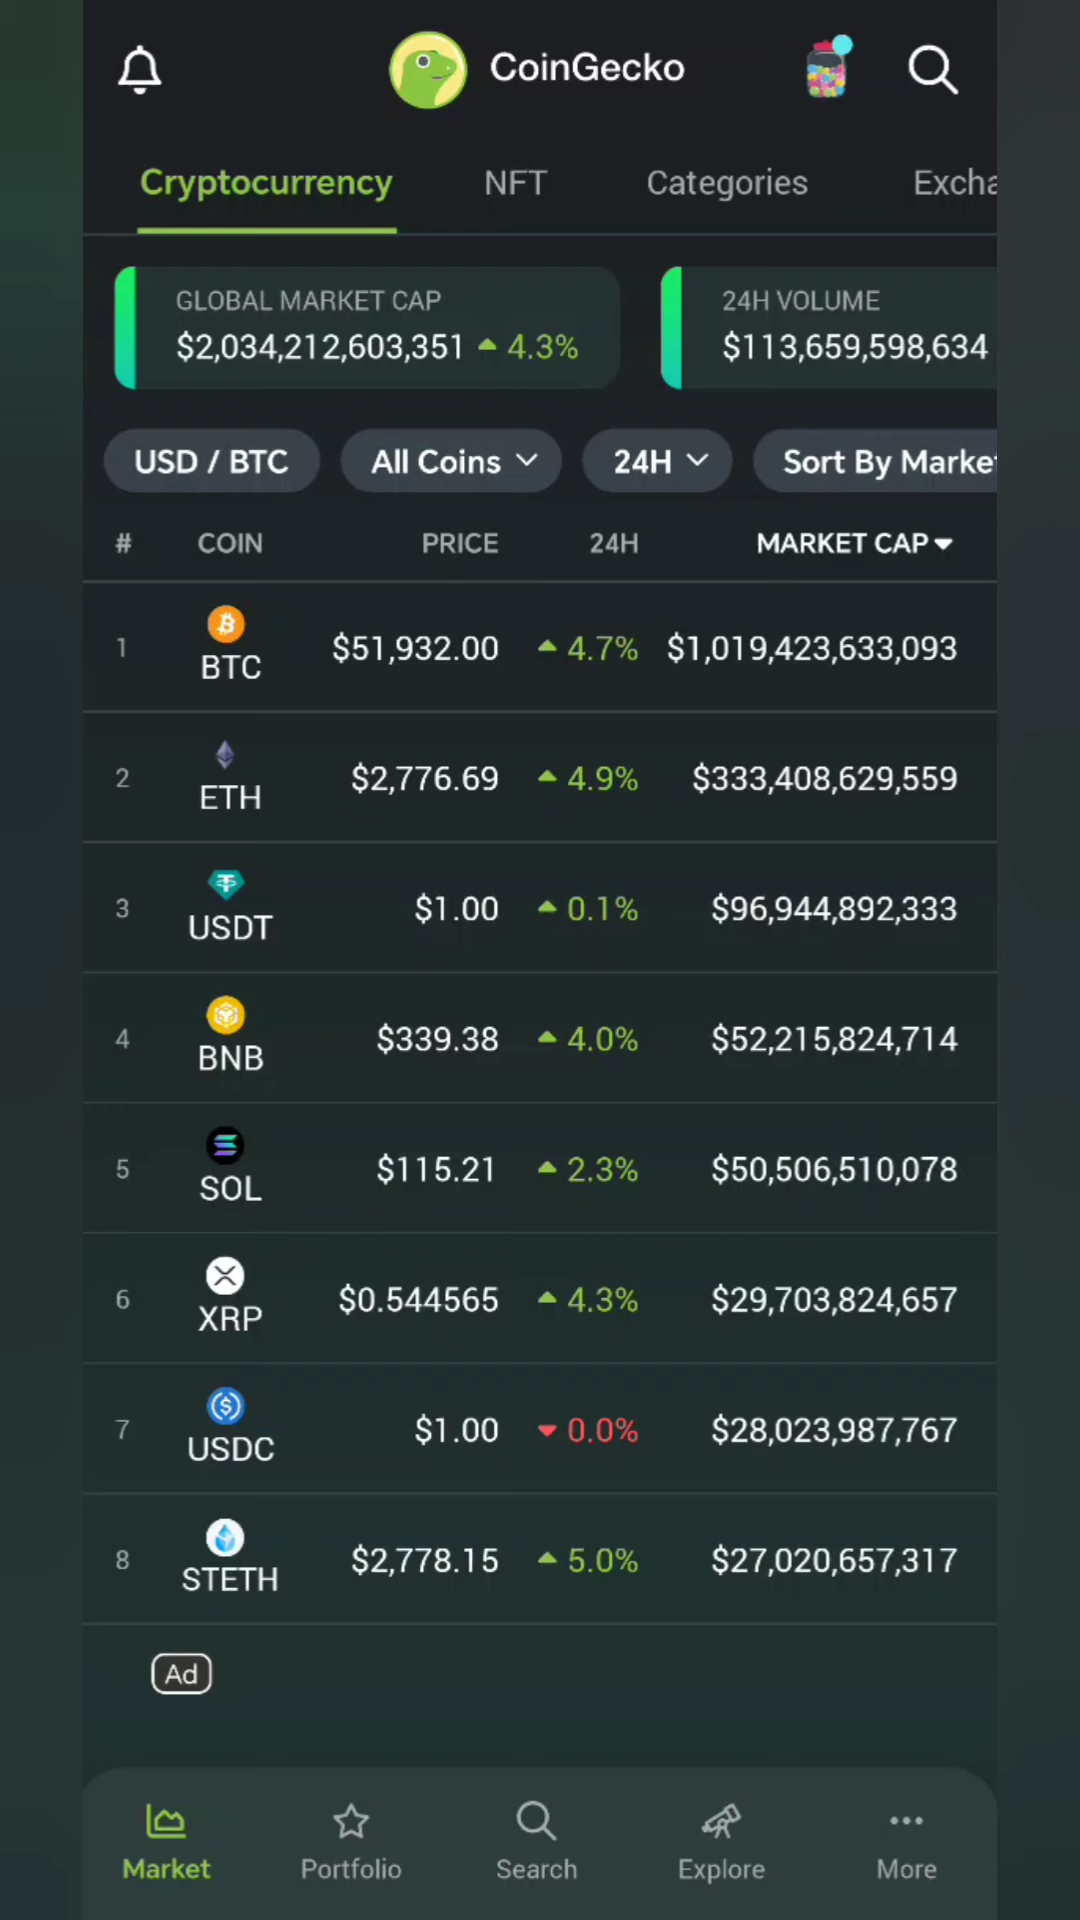 CoinGecko
Cryptocurrency NFT Categories Excha
GLOBAL MARKET CAP 24H VOLUME
$2,034,212,603,351 4.3% $113,659,598,634
USD / BTC All Coins 24H Sort By Market
# COIN PRICE 24H MARKET CAP
1 BTC $51,932.00 4.7% $1,019,423,633,093
2 ETH $2,776.69 4.9% $333,408,629,559
3 USDT $1.00 0.1% $96,944,892,333
4 BNB $339.38 4.0% $52,215,824,714
5 SOL $115.21 2.3% $50,506,510,078
6 XRP $0.544565 4.3% $29,703,824,657
7 USDC $1.00 0.0% $28,023,987,767
8 STETH $2,778.15 5.0% $27,020,657,317
Ad
Market Portfolio Search Explore More